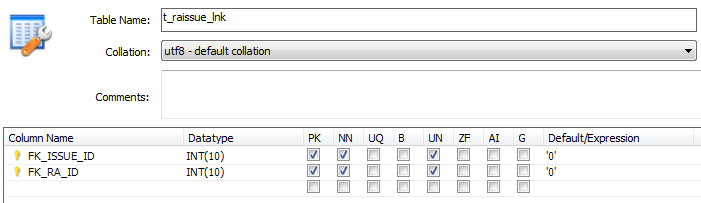 Table Name: t_raissue_lnk
Collation: utf8 - default collation
Comments:
Column Name Datatype PK NN UQ B UN ZF AI G Default/Expression
FK_ISSUE_ID INT(10) '0'
FK_RA_ID INT(10) '0'